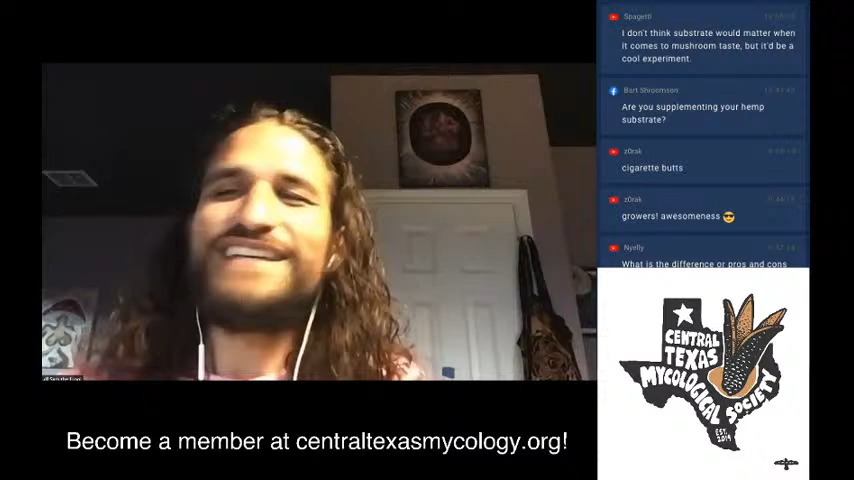 Spagetti
I don't think substrate would matter when
it comes to mushroom taste, but it'd be a
cool experiment.
Bart Shroomson
Are you supplementing your hemp
substrate?
z0rak
cigarette butts
z0rak
growers! awesomeness 😎
Nyelly
What is the difference or pros and cons
CENTRAL
TEXAS
MYCOLOGICAL
SOCIETY
EST.
2019
Become a member at centraltexasmycology.org!